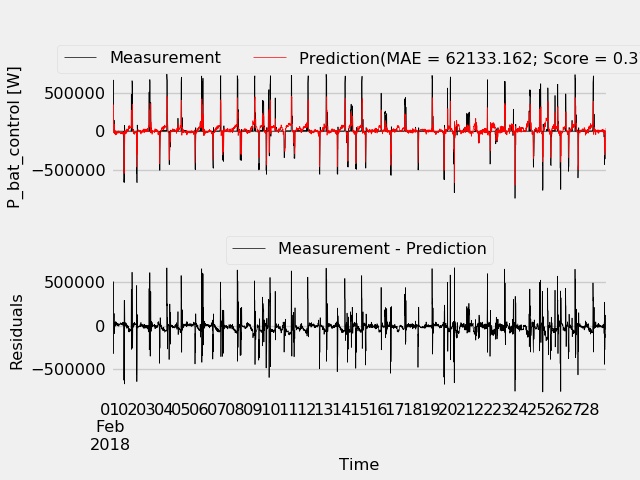 Measurement Prediction(MAE = 62133.162; Score = 0.3
P_bat_control [W]
500000
0
−500000
Measurement - Prediction
Residuals
500000
0
−500000
01020304050607080910111213141516171819202122232425262728
Feb
2018
Time